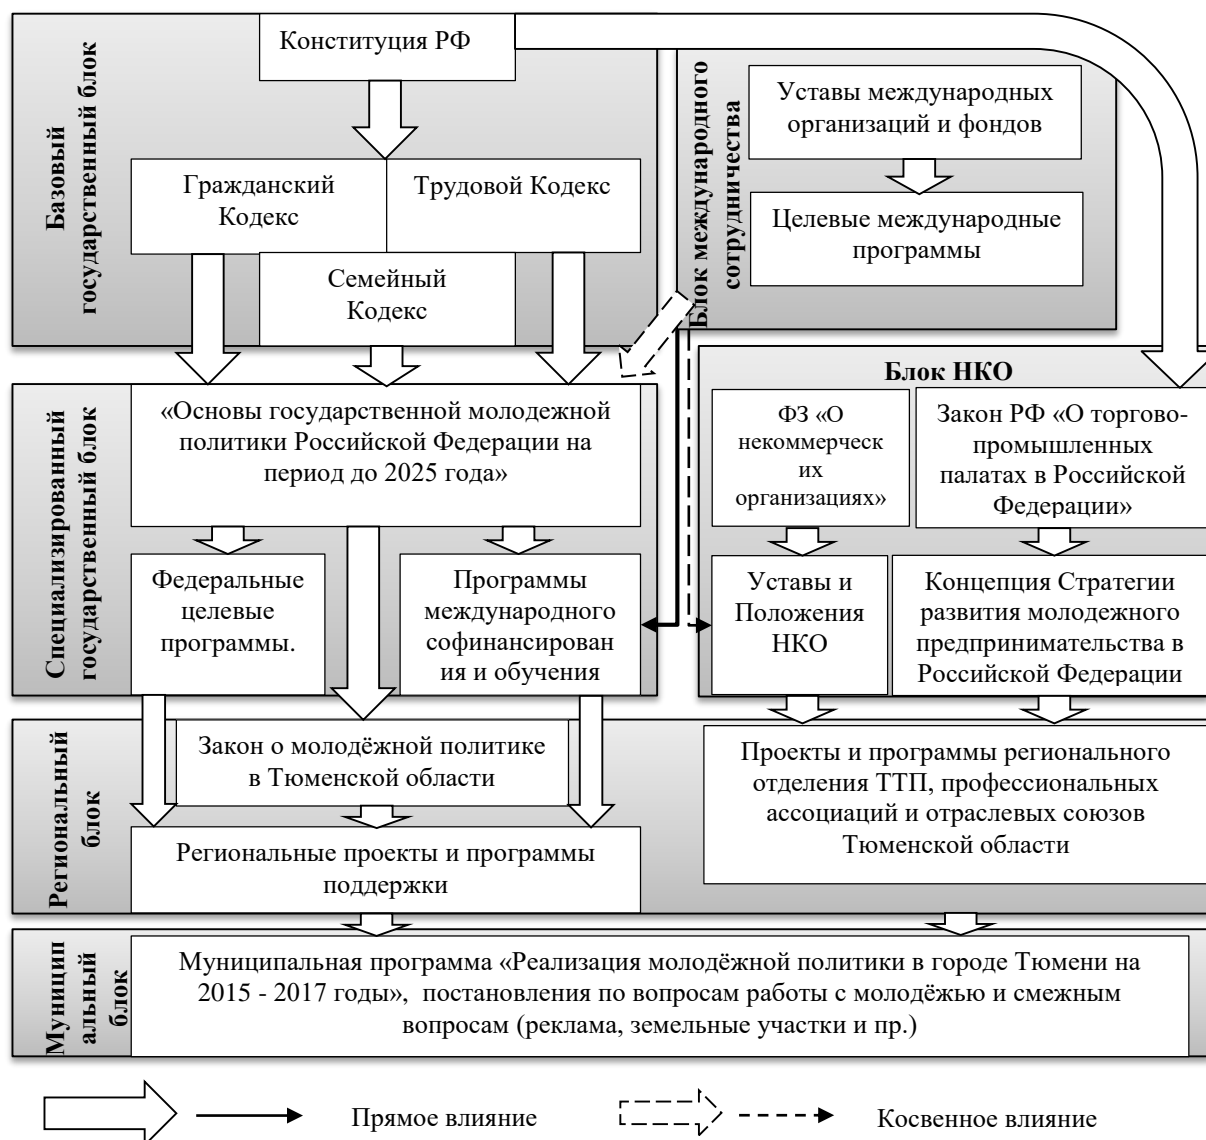 Базовый
государственный блок
Конституция РФ
Гражданский
Кодекс
Трудовой Кодекс
Семейный
Кодекс
Блок международного
сотрудничества
Уставы международных
организаций и фондов
Целевые международные
программы
Специализированный
государственный блок
«Основы государственной молодежной
политики Российской Федерации на
период до 2025 года»
Федеральные
целевые
программы.
Программы
международного
софинансирован
ия и обучения
Блок НКО
ФЗ «О
некоммерческ
их
организациях»
Закон РФ «О торгово-
промышленных
палатах в Российской
Федерации»
Уставы и
Положения
НКО
Концепция Стратегии
развития молодежного
предпринимательства в
Российской Федерации
Региональный
блок
Закон о молодёжной политике
в Тюменской области
Региональные проекты и программы
поддержки
Проекты и программы регионального
отделения ТТП, профессиональных
ассоциаций и отраслевых союзов
Тюменской области
Муницип
альный
блок
Муниципальная программа «Реализация молодёжной политики в городе Тюмени на
2015 - 2017 годы», постановления по вопросам работы с молодёжью и смежным
вопросам (реклама, земельные участки и пр.)
Прямое влияние
Косвенное влияние